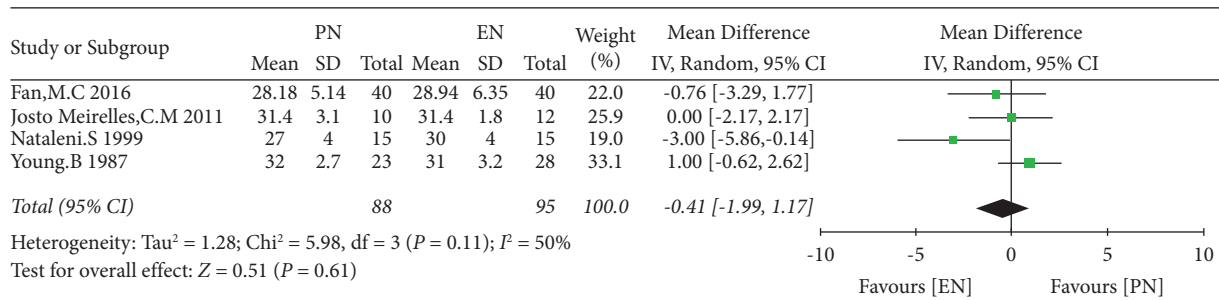 Study or Subgroup PN EN Weight (%) Mean Difference Mean Difference
Mean SD Total Mean SD Total IV, Random, 95% CI IV, Random, 95% CI
Fan,M.C 2016 28.18 5.14 40 28.94 6.35 40 22.0 -0.76 [-3.29, 1.77]
Josto Meirelles,C.M 2011 31.4 3.1 10 31.4 1.8 12 25.9 0.00 [-2.17, 2.17]
Nataleni.S 1999 27 4 15 30 4 15 19.0 -3.00 [-5.86,-0.14]
Young.B 1987 32 2.7 23 31 3.2 28 33.1 1.00 [-0.62, 2.62]
Total (95% CI) 88 95 100.0 -0.41 [-1.99, 1.17]
Heterogeneity: Tau² = 1.28; Chi² = 5.98, df = 3 (P = 0.11); I² = 50%
Test for overall effect: Z = 0.51 (P = 0.61)
-10 -5 0 5 10
Favours [EN] Favours [PN]